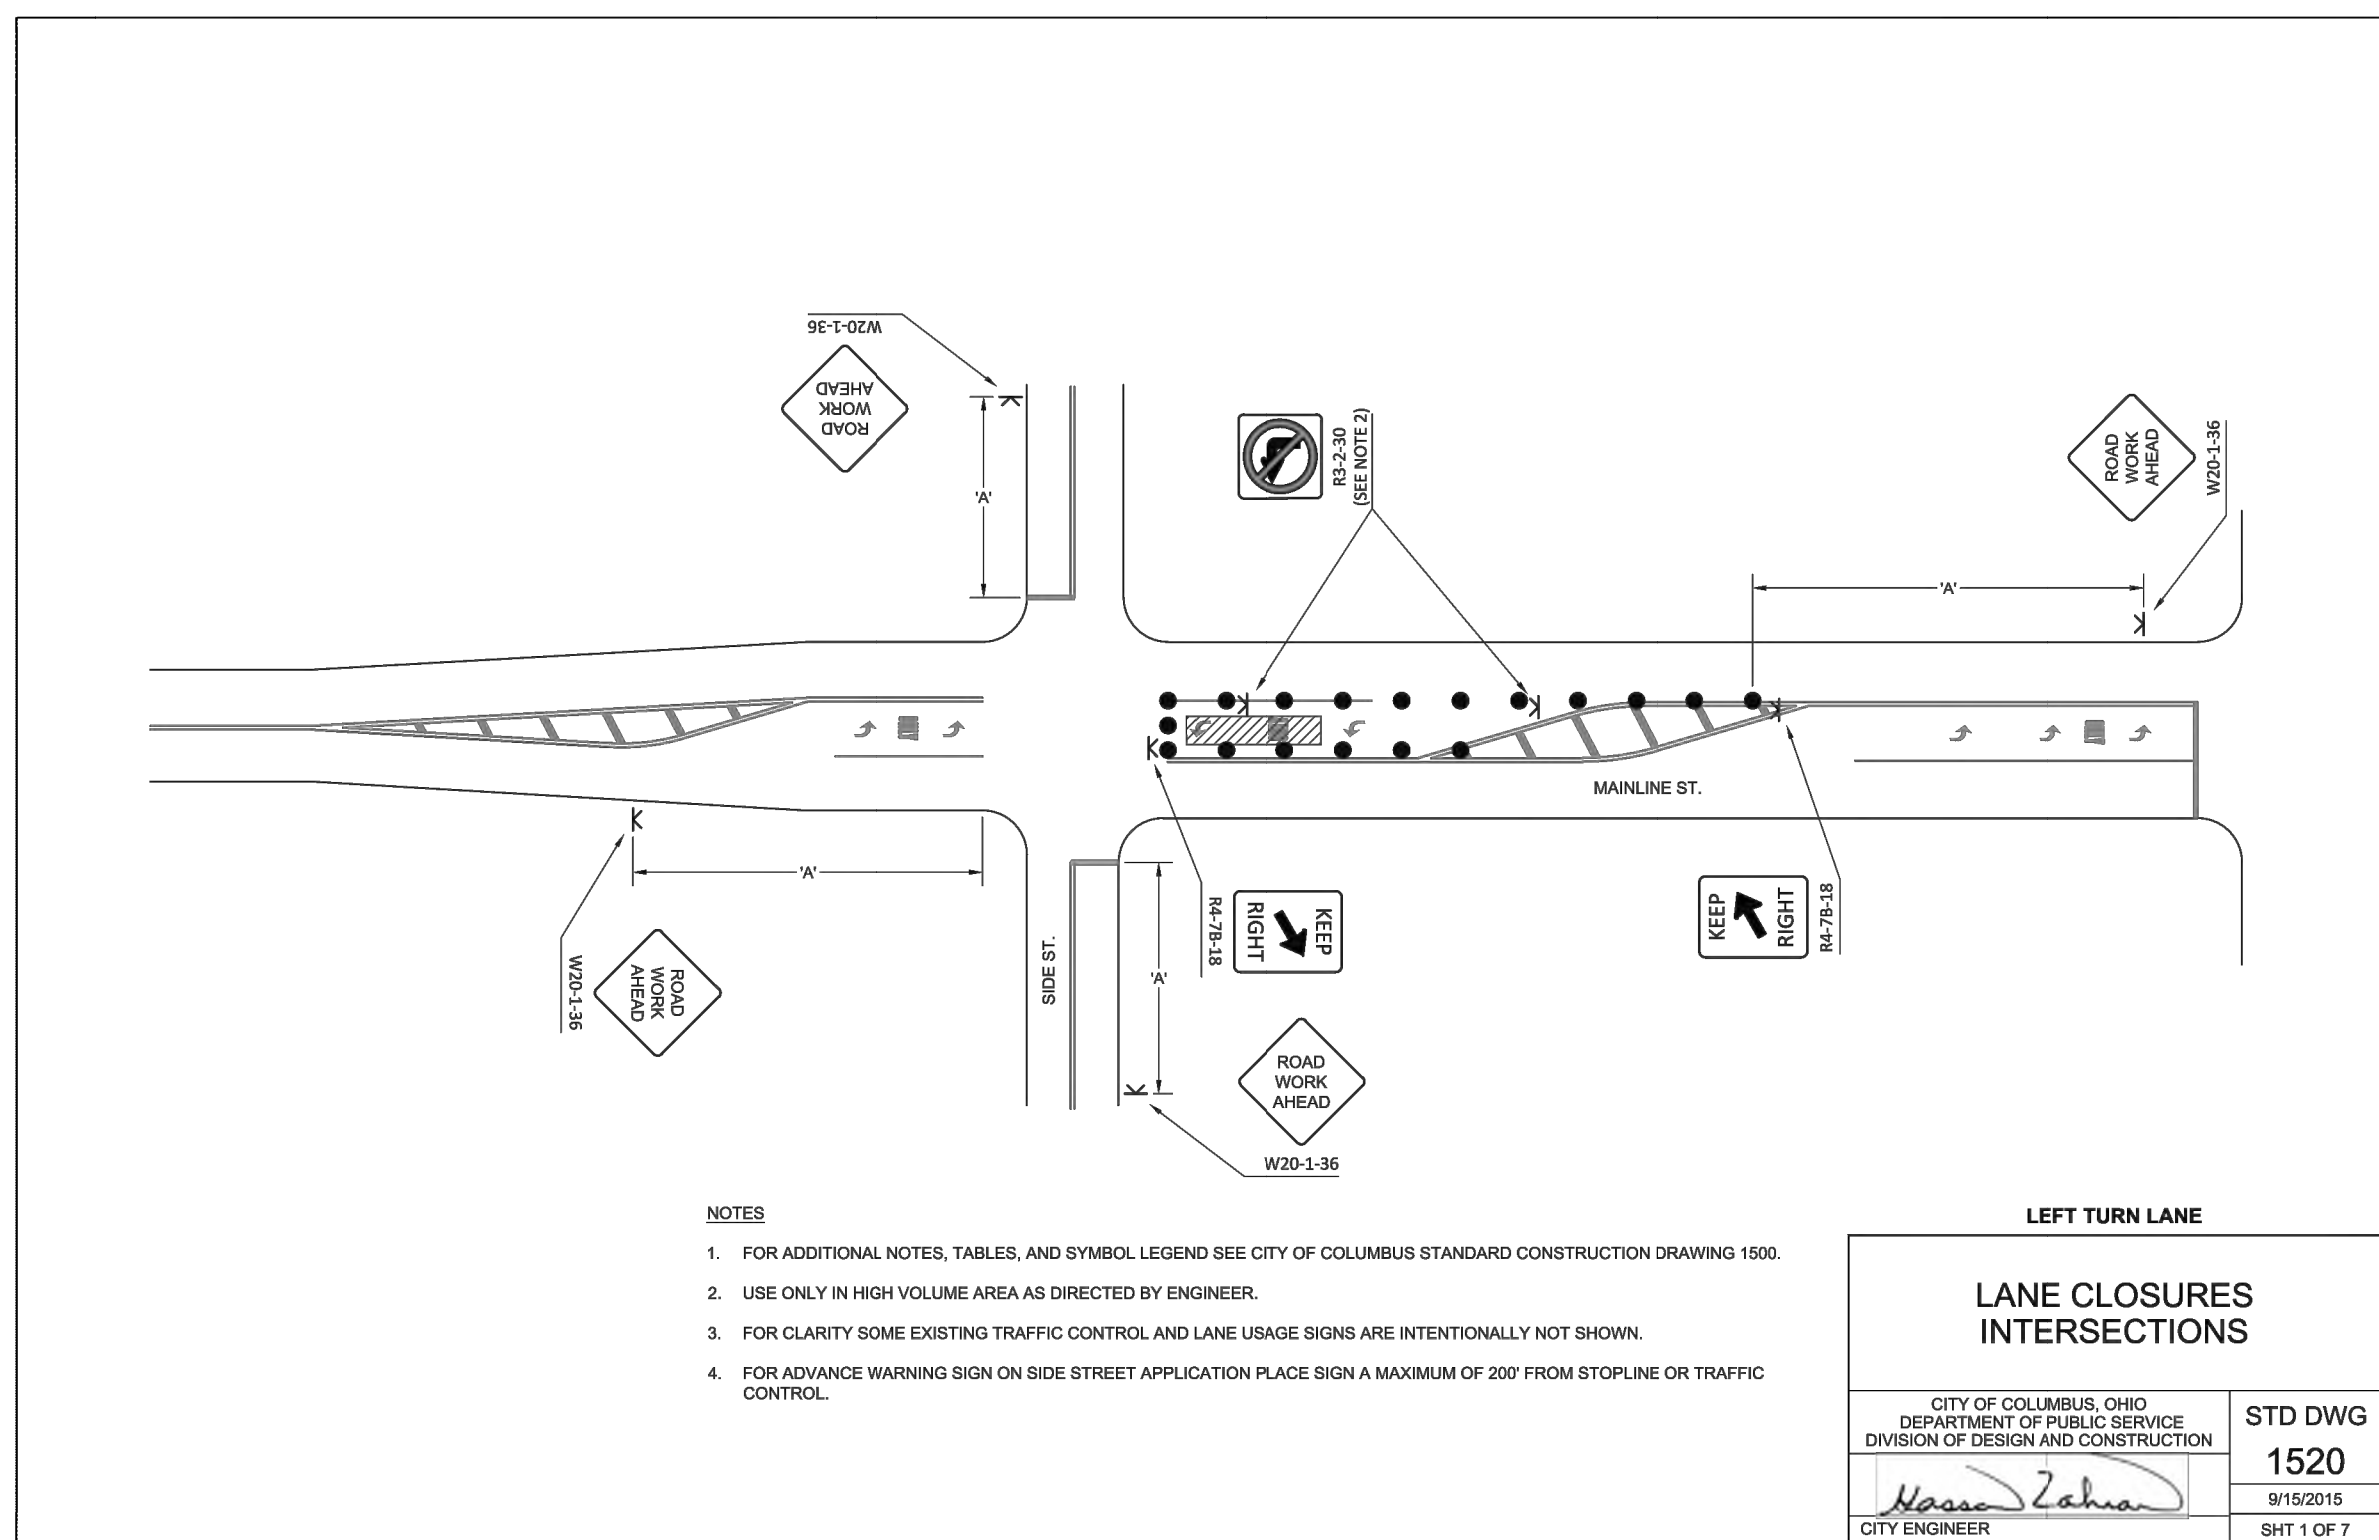 W20-1-36
ROAD
WORK
AHEAD
'A'
R3-2-30
(SEE NOTE 2)
ROAD
WORK
AHEAD
W20-1-36
'A'
MAINLINE ST.
'A'
W20-1-36
ROAD
WORK
AHEAD
SIDE ST.
R4-7B-18
KEEP
RIGHT
'A'
KEEP
RIGHT
R4-7B-18
ROAD
WORK
AHEAD
W20-1-36
NOTES
1. FOR ADDITIONAL NOTES, TABLES, AND SYMBOL LEGEND SEE CITY OF COLUMBUS STANDARD CONSTRUCTION DRAWING 1500.
2. USE ONLY IN HIGH VOLUME AREA AS DIRECTED BY ENGINEER.
3. FOR CLARITY SOME EXISTING TRAFFIC CONTROL AND LANE USAGE SIGNS ARE INTENTIONALLY NOT SHOWN.
4. FOR ADVANCE WARNING SIGN ON SIDE STREET APPLICATION PLACE SIGN A MAXIMUM OF 200' FROM STOPLINE OR TRAFFIC
CONTROL.
LEFT TURN LANE
LANE CLOSURES
INTERSECTIONS
CITY OF COLUMBUS, OHIO
DEPARTMENT OF PUBLIC SERVICE
DIVISION OF DESIGN AND CONSTRUCTION
STD DWG
1520
Hassan Zahran
9/15/2015
CITY ENGINEER
SHT 1 OF 7